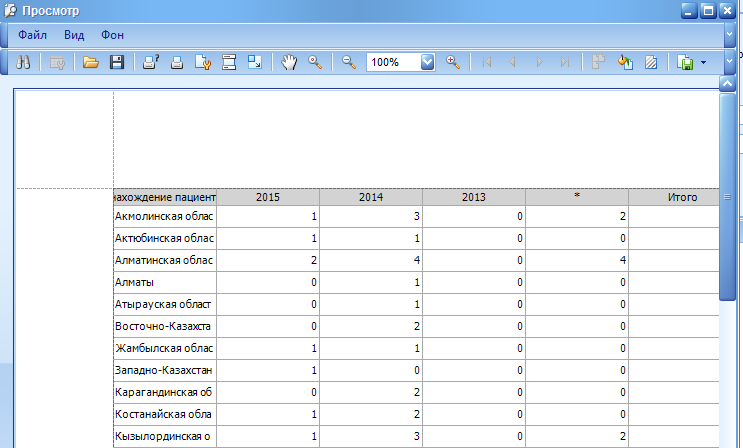 Просмотр
Файл Вид Фон
100%
нахождение пациент 2015 2014 2013 * Итого
Акмолинская облас 1 3 0 2
Актюбинская облас 1 1 0 0
Алматинская облас 2 4 0 4
Алматы 0 1 0 0
Атырауская област 0 1 0 0
Восточно-Казахста 0 2 0 0
Жамбылская облас 1 1 0 0
Западно-Казахстан 1 0 0 0
Карагандинская об 0 2 0 0
Костанайская обла 1 2 0 0
Кызылординская о 1 3 0 2